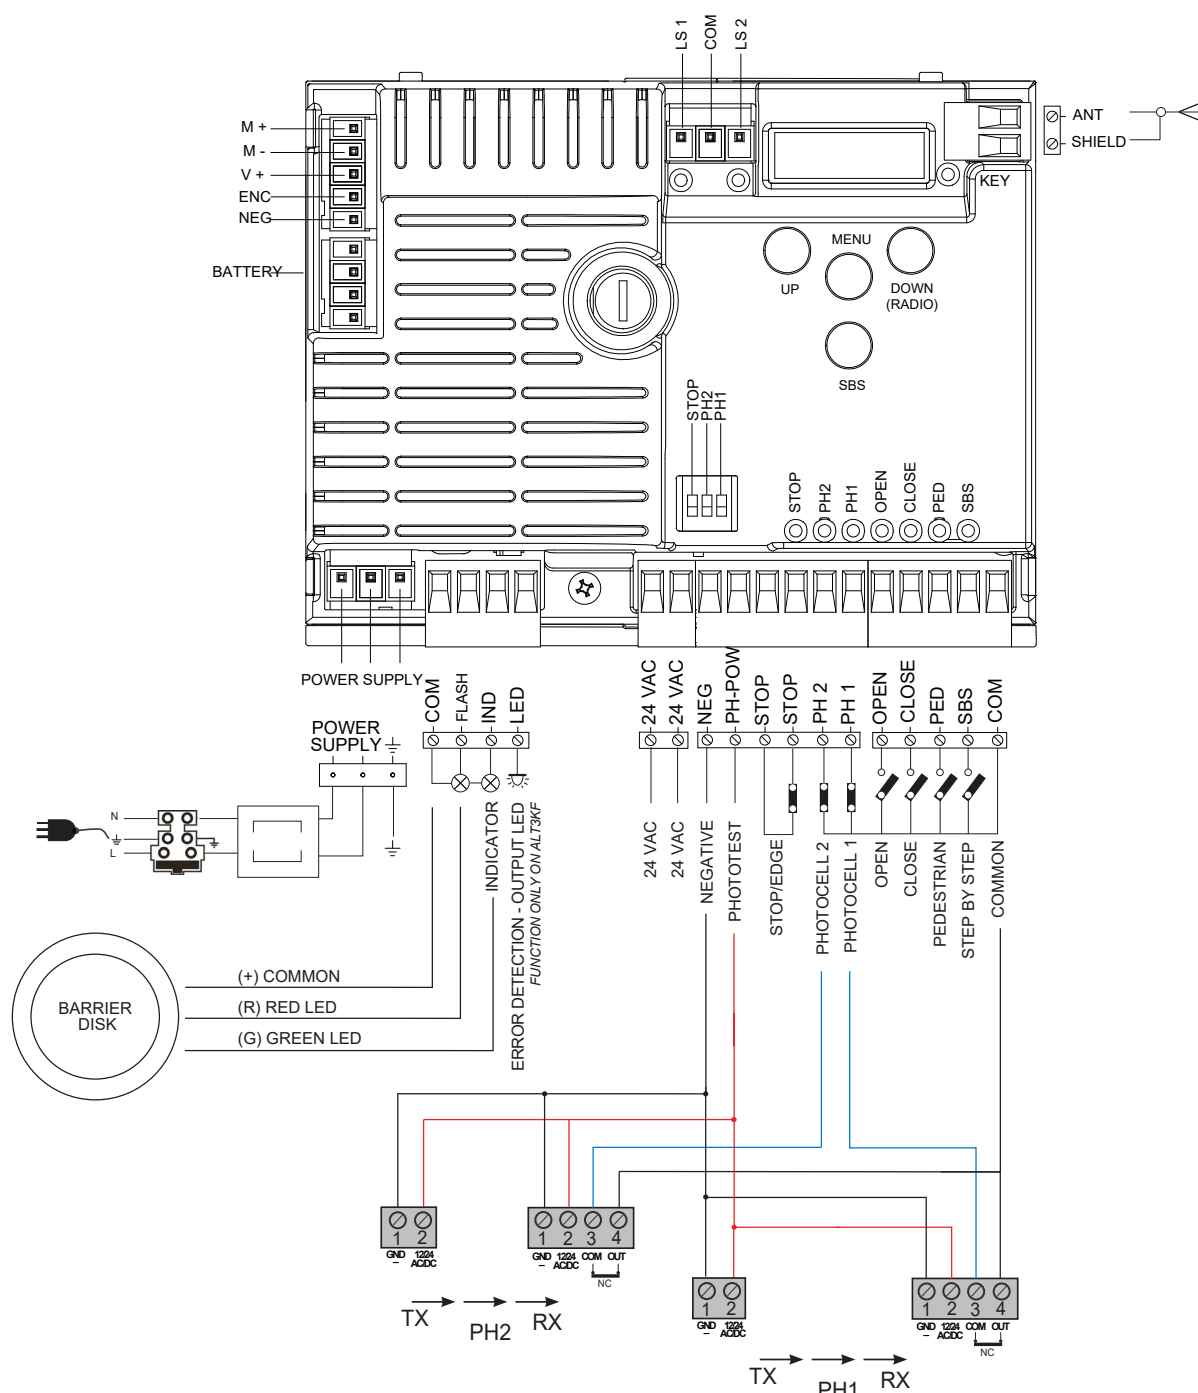 LS 1
COM
LS 2
M +
M -
V +
ENC
NEG
BATTERY
ANT
SHIELD
KEY
MENU
UP
DOWN
(RADIO)
SBS
STOP
PH2
PH1
STOP
PH2
PH1
OPEN
CLOSE
PED
SBS
POWER SUPPLY
COM
FLASH
IND
LED
24 VAC
24 VAC
NEG
PH-POW
STOP
STOP
PH 2
PH 1
OPEN
CLOSE
PED
SBS
COM
POWER
SUPPLY
N
L
INDICATOR
ERROR DETECTION - OUTPUT LED
FUNCTION ONLY ON ALT3KF
24 VAC
24 VAC
NEGATIVE
PHOTOTEST
STOP/EDGE
PHOTOCELL 2
PHOTOCELL 1
OPEN
CLOSE
PEDESTRIAN
STEP BY STEP
COMMON
BARRIER
DISK
(+) COMMON
(R) RED LED
(G) GREEN LED
1 2
GND 12/24
– AC/DC
1 2 3 4
GND 12/24 COM OUT
– AC/DC
NC
TX
PH2
RX
1 2
GND 12/24
– AC/DC
1 2 3 4
GND 12/24 COM OUT
– AC/DC
NC
TX
PH1
RX